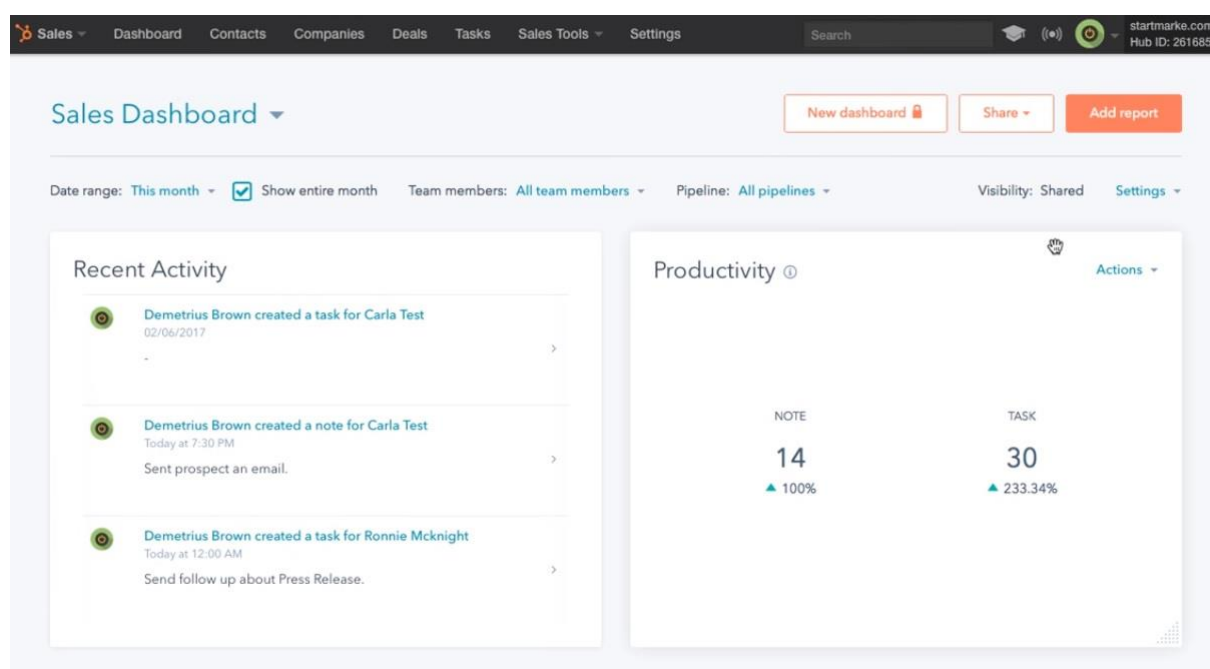 Sales Dashboard Contacts Companies Deals Tasks Sales Tools Settings Search startmarke.com
Hub ID: 261685
Sales Dashboard New dashboard Share Add report
Date range: This month Show entire month Team members: All team members Pipeline: All pipelines Visibility: Shared Settings
Recent Activity
Demetrius Brown created a task for Carla Test
02/06/2017
-
Demetrius Brown created a note for Carla Test
Today at 7:30 PM
Sent prospect an email.
Demetrius Brown created a task for Ronnie Mcknight
Today at 12:00 AM
Send follow up about Press Release.
Productivity
Actions
NOTE TASK
14 30
100% 233.34%